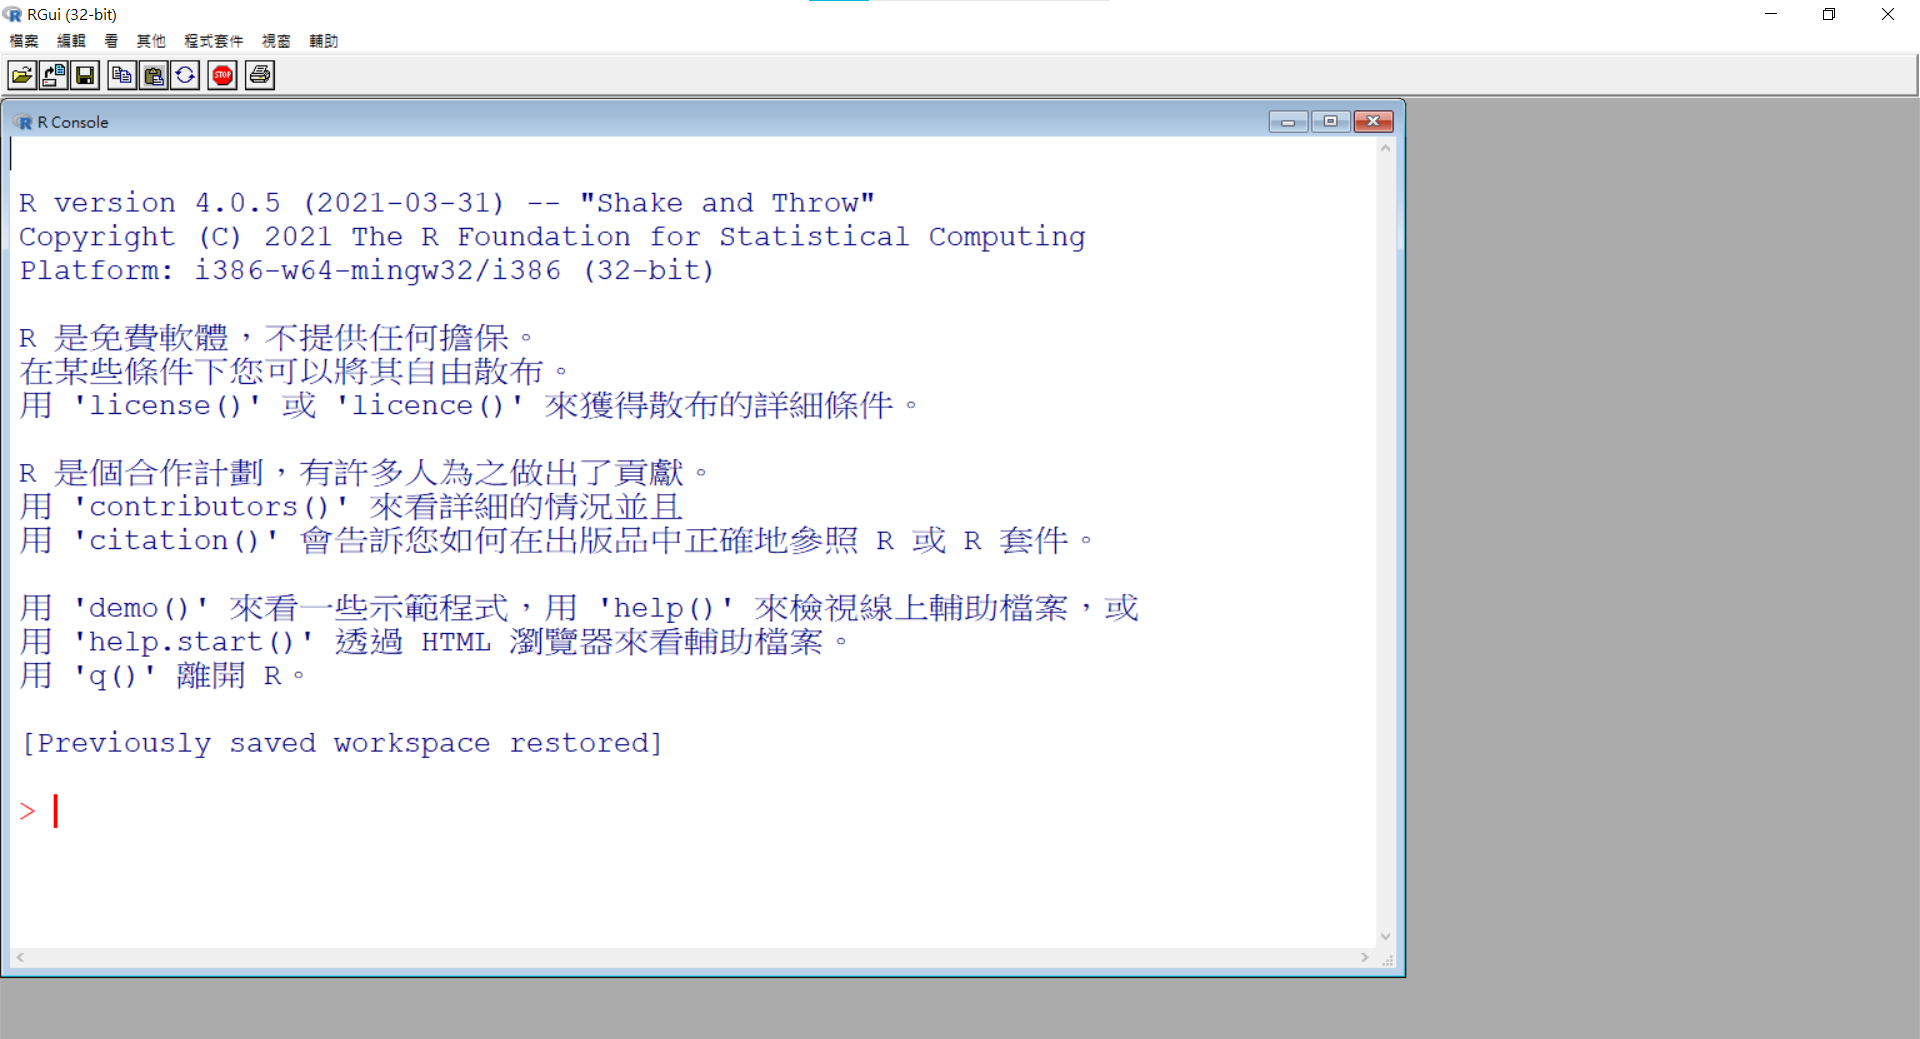 RGui (32-bit)
檔案 編輯 看 其他 程式套件 視窗 輔助
STOP
R Console
R version 4.0.5 (2021-03-31) -- "Shake and Throw"
Copyright (C) 2021 The R Foundation for Statistical Computing
Platform: i386-w64-mingw32/i386 (32-bit)
R 是免費軟體，不提供任何擔保。
在某些條件下您可以將其自由散布。
用 'license()' 或 'licence()' 來獲得散布的詳細條件。
R 是個合作計劃，有許多人為之做出了貢獻。
用 'contributors()' 來看詳細的情況並且
用 'citation()' 會告訴您如何在出版品中正確地參照 R 或 R 套件。
用 'demo()' 來看一些示範程式，用 'help()' 來檢視線上輔助檔案，或
用 'help.start()' 透過 HTML 瀏覽器來看輔助檔案。
用 'q()' 離開 R。
[Previously saved workspace restored]
>